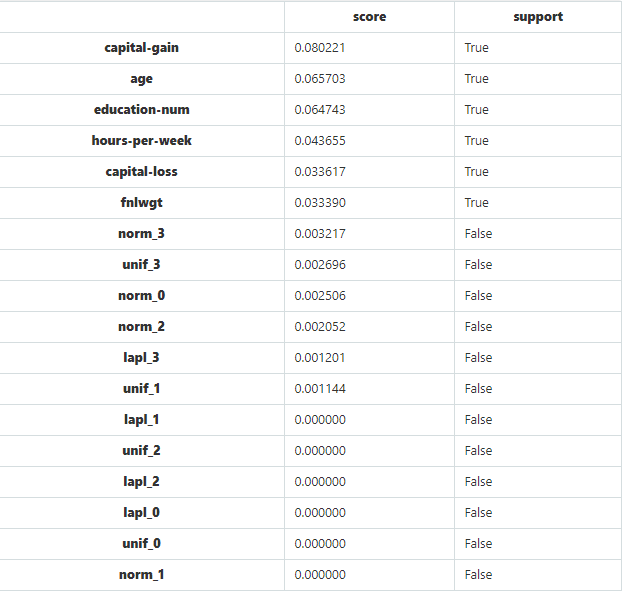 score support
capital-gain 0.080221 True
age 0.065703 True
education-num 0.064743 True
hours-per-week 0.043655 True
capital-loss 0.033617 True
fnlwgt 0.033390 True
norm_3 0.003217 False
unif_3 0.002696 False
norm_0 0.002506 False
norm_2 0.002052 False
lapl_3 0.001201 False
unif_1 0.001144 False
lapl_1 0.000000 False
unif_2 0.000000 False
lapl_2 0.000000 False
lapl_0 0.000000 False
unif_0 0.000000 False
norm_1 0.000000 False